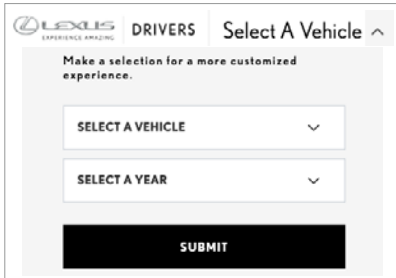 LEXUS
EXPERIENCE AMAZING
DRIVERS
Select A Vehicle
Make a selection for a more customized
experience.
SELECT A VEHICLE
SELECT A YEAR
SUBMIT